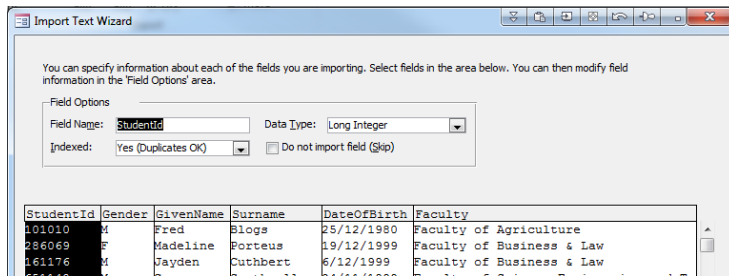 Import Text Wizard
You can specify information about each of the fields you are importing. Select fields in the area below. You can then modify field
information in the 'Field Options' area.
Field Options
Field Name: StudentId Data Type: Long Integer
Indexed: Yes (Duplicates OK) Do not import field (Skip)
StudentId Gender GivenName Surname DateOfBirth Faculty
101010 M Fred Blogs 25/12/1980 Faculty of Agriculture
286069 F Madeline Porteus 19/12/1999 Faculty of Business & Law
161176 M Jayden Cuthbert 6/12/1999 Faculty of Business & Law